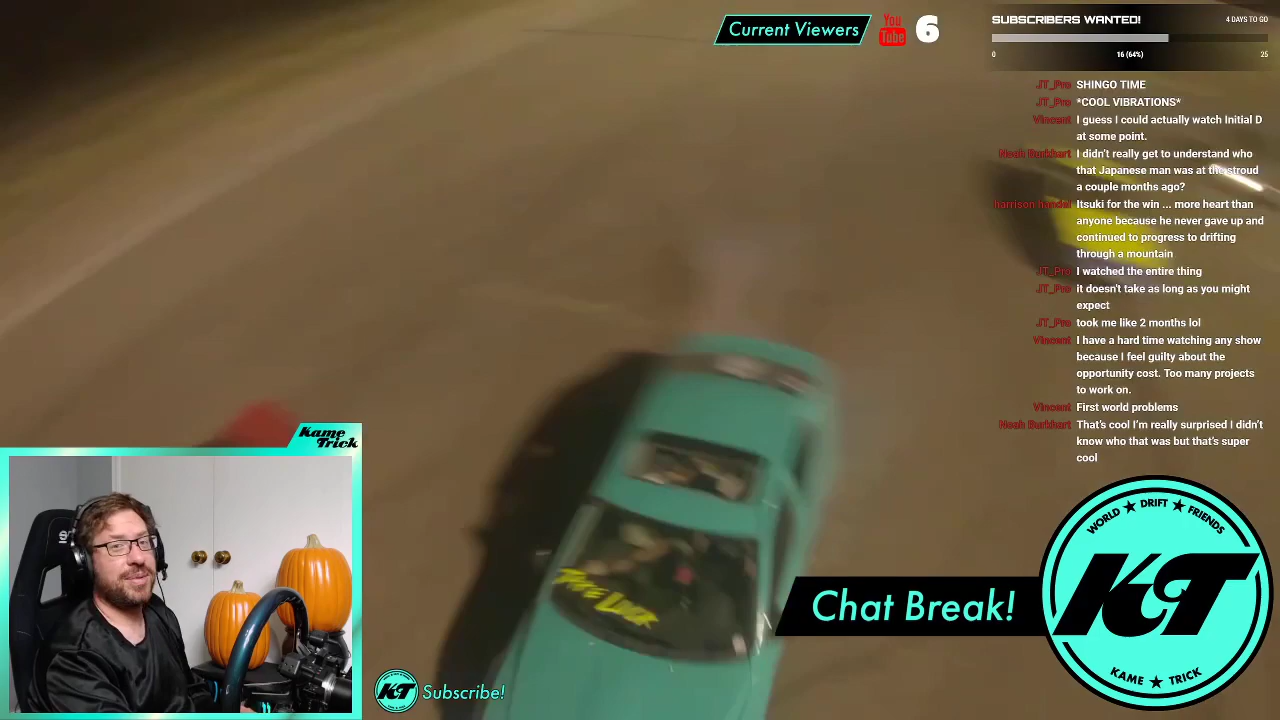 Current Viewers
You
Tube
6
SUBSCRIBERS WANTED!
4 DAYS TO GO
0
16 (64%)
25
JT_Pro SHINGO TIME
JT_Pro *COOL VIBRATIONS*
Vincent I guess I could actually watch Initial D
at some point.
Noah Burkhart I didn't really get to understand who
that Japanese man was at the stroud
a couple months ago?
harrison Itsuki for the win ... more heart than
anyone because he never gave up and
continued to progress to drifting
through a mountain
JT_Pro I watched the entire thing
JT_Pro it doesn't take as long as you might
expect
JT_Pro took me like 2 months lol
Vincent I have a hard time watching any show
because I feel guilty about the
opportunity cost. Too many projects
to work on.
Vincent First world problems
Noah Burkhart That's cool I'm really surprised I didn't
know who that was but that's super
cool
Kame
Trick
Chat Break!
WORLD ★ DRIFT ★ FRIENDS
KT
KAME ★ TRICK
KT
Subscribe!